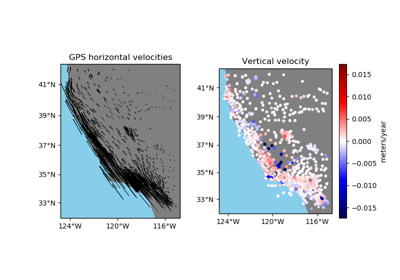 GPS horizontal velocities
41°N
39°N
37°N
35°N
33°N
124°W
120°W
116°W
Vertical velocity
41°N
39°N
37°N
35°N
33°N
124°W
120°W
116°W
0.015
0.010
0.005
0.000
−0.005
−0.010
−0.015
meters/year